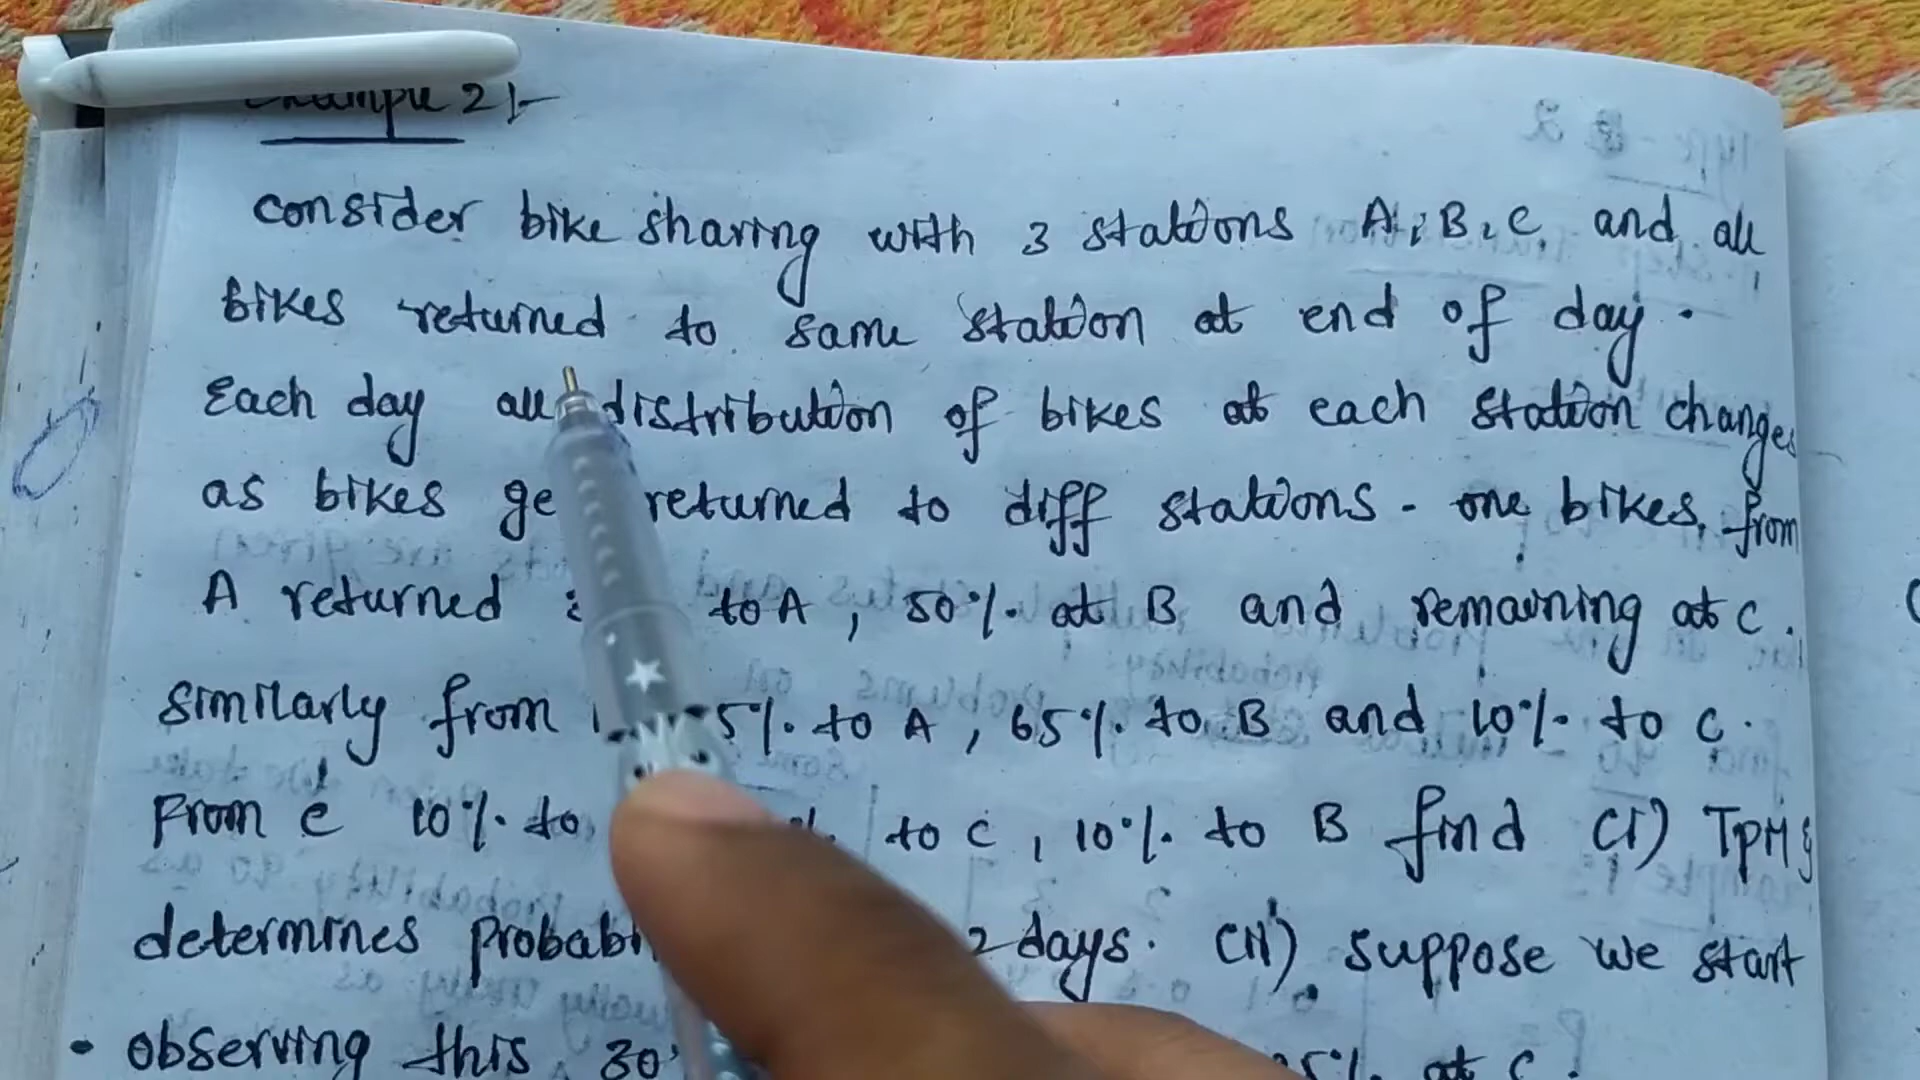 Example 2 :-
consider bike sharing with 3 stations A, B, C, and all
bikes returned to same station at end of day.
Each day all distribution of bikes at each station changes
as bikes returned to diff stations. one bikes, from
A returned to A, 50% at B and remaining at C.
similarly from 5% to A, 65% to B and 10% to C.
From C 10% to to C, 10% to B find (i) TPM &
determines 2 days. (ii) suppose we start
observing this, 30 at C.